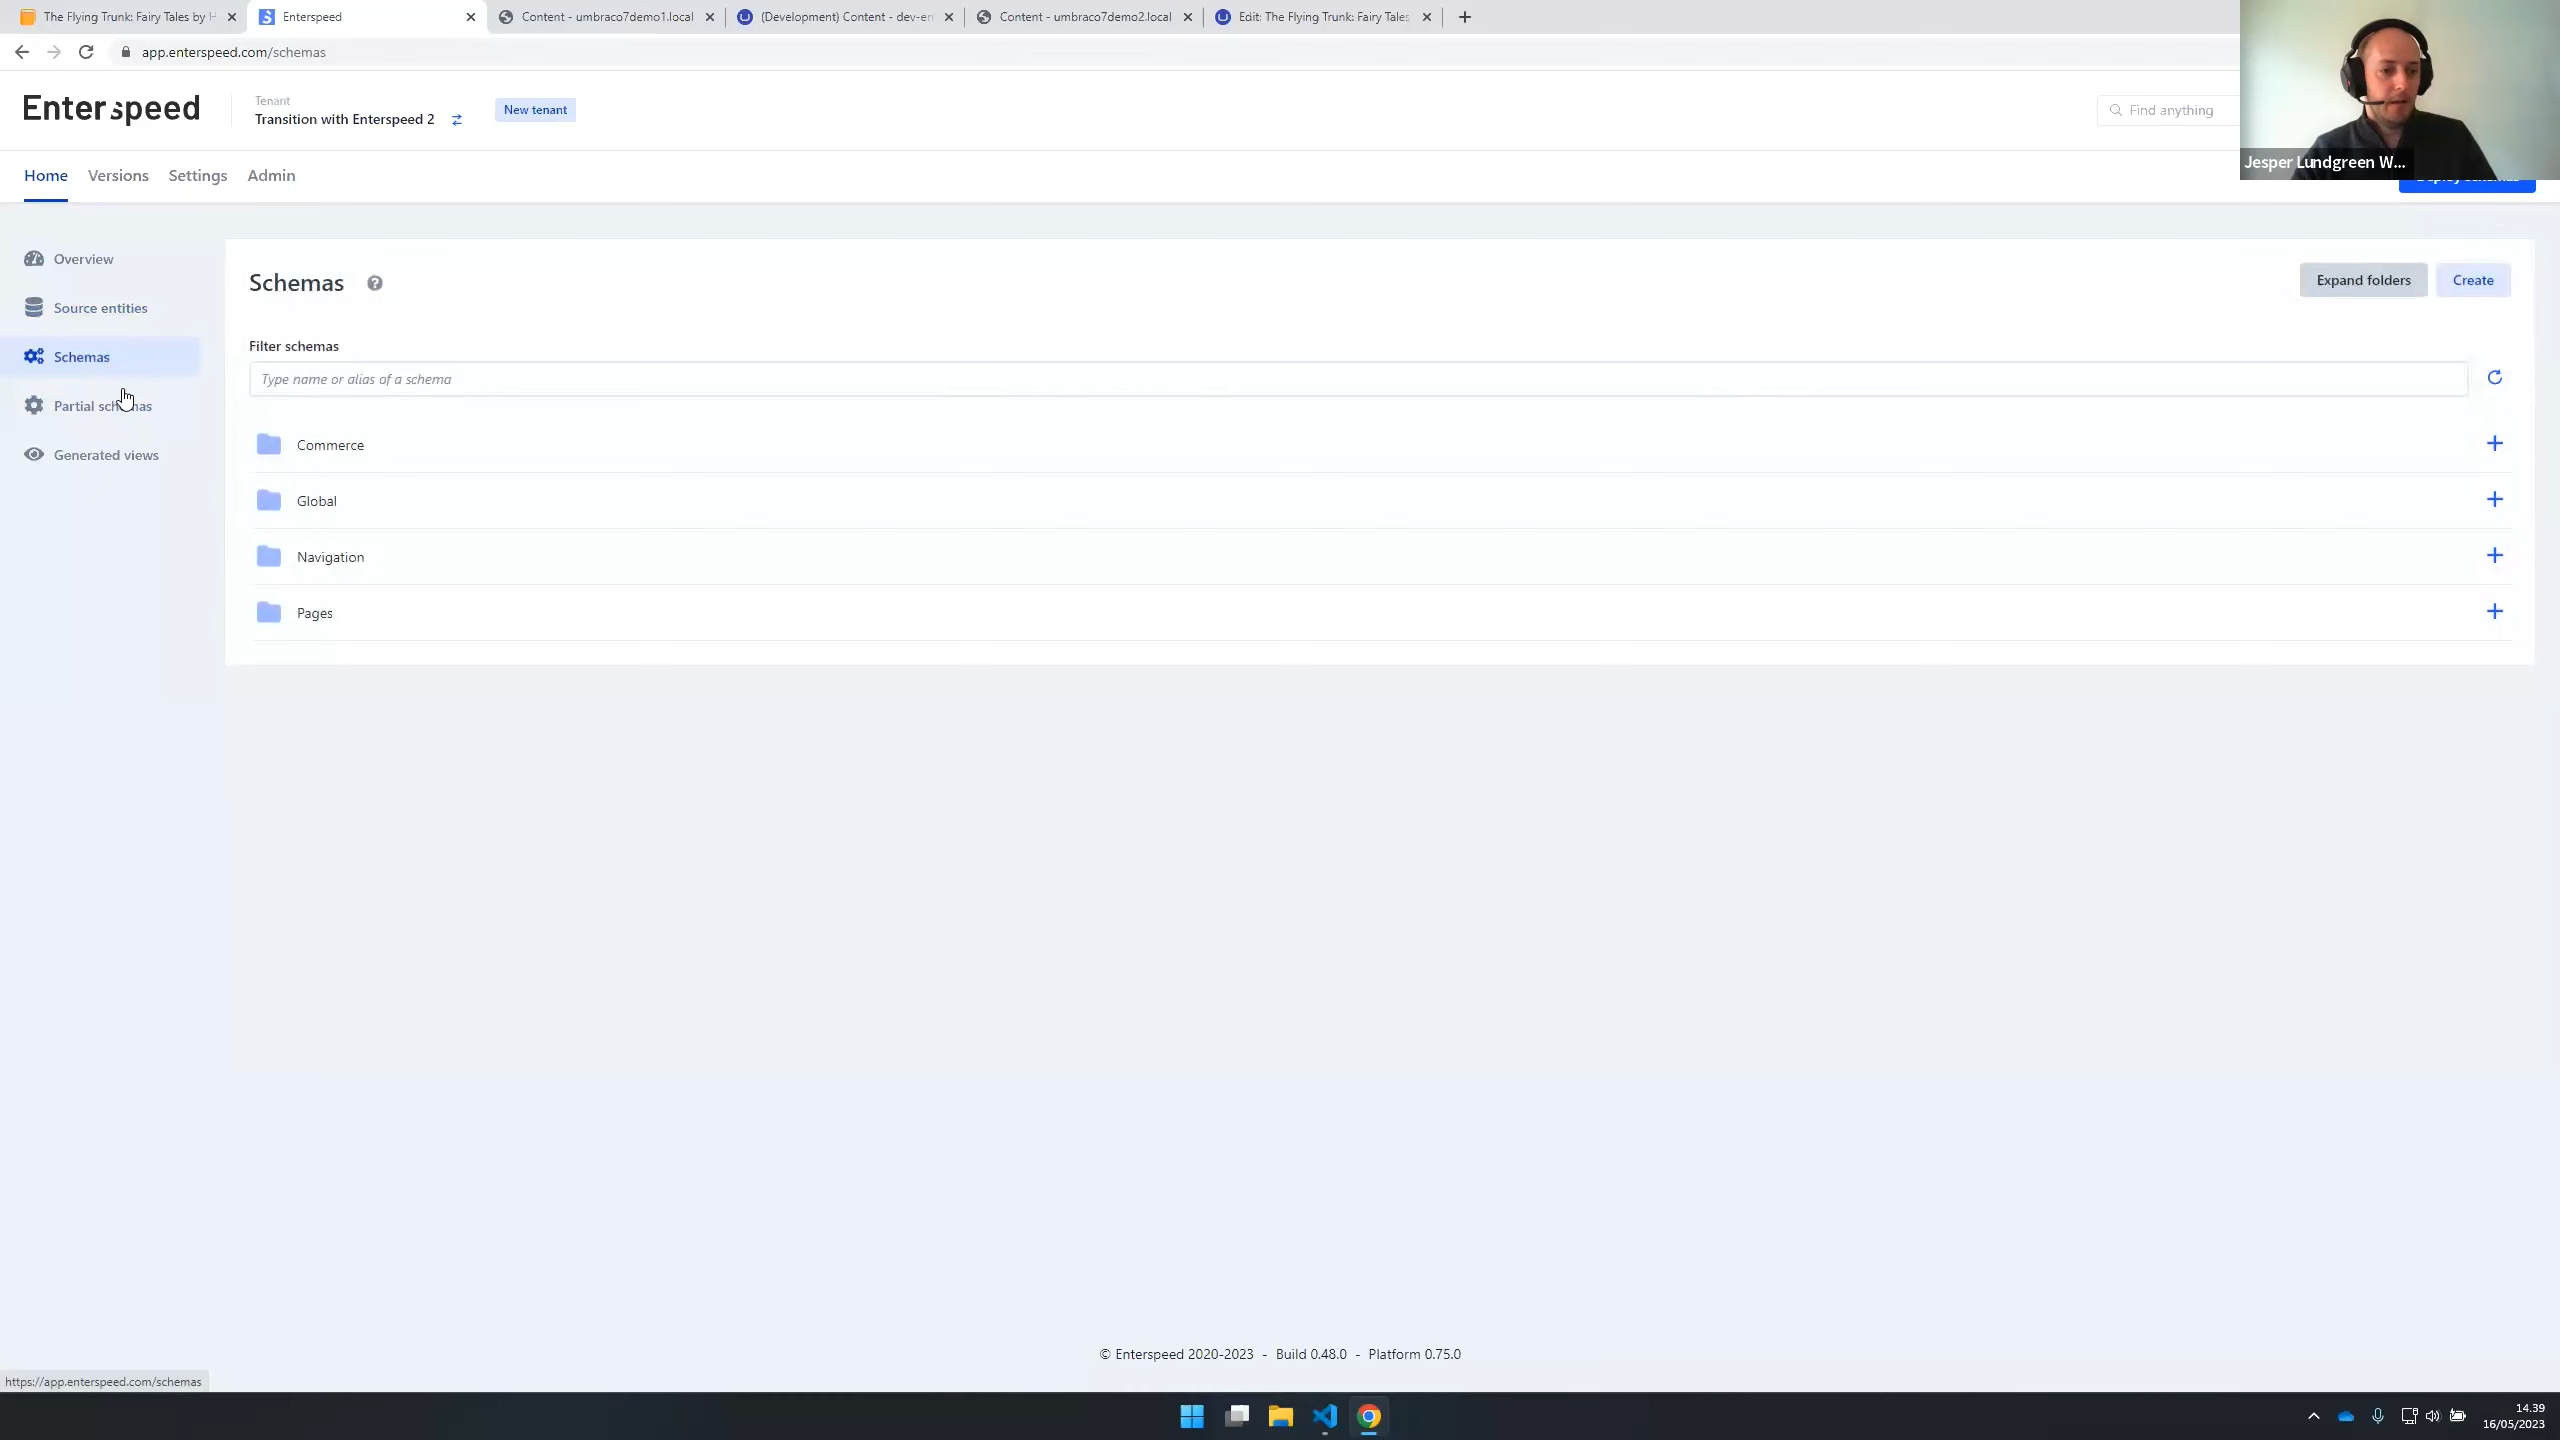 The Flying Trunk: Fairy Tales by H
Enterspeed
Content - umbraco7demo1.local
(Development) Content - dev-en
Content - umbraco7demo2.local
Edit: The Flying Trunk: Fairy Tales
app.enterspeed.com/schemas
Enterspeed
Tenant
Transition with Enterspeed 2
New tenant
Find anything
Jesper Lundgreen W...
Home
Versions
Settings
Admin
Overview
Source entities
Schemas
Partial schemas
Generated views
Schemas
Expand folders
Create
Filter schemas
Type name or alias of a schema
Commerce
Global
Navigation
Pages
© Enterspeed 2020-2023 - Build 0.48.0 - Platform 0.75.0
https://app.enterspeed.com/schemas
14.39
16/05/2023